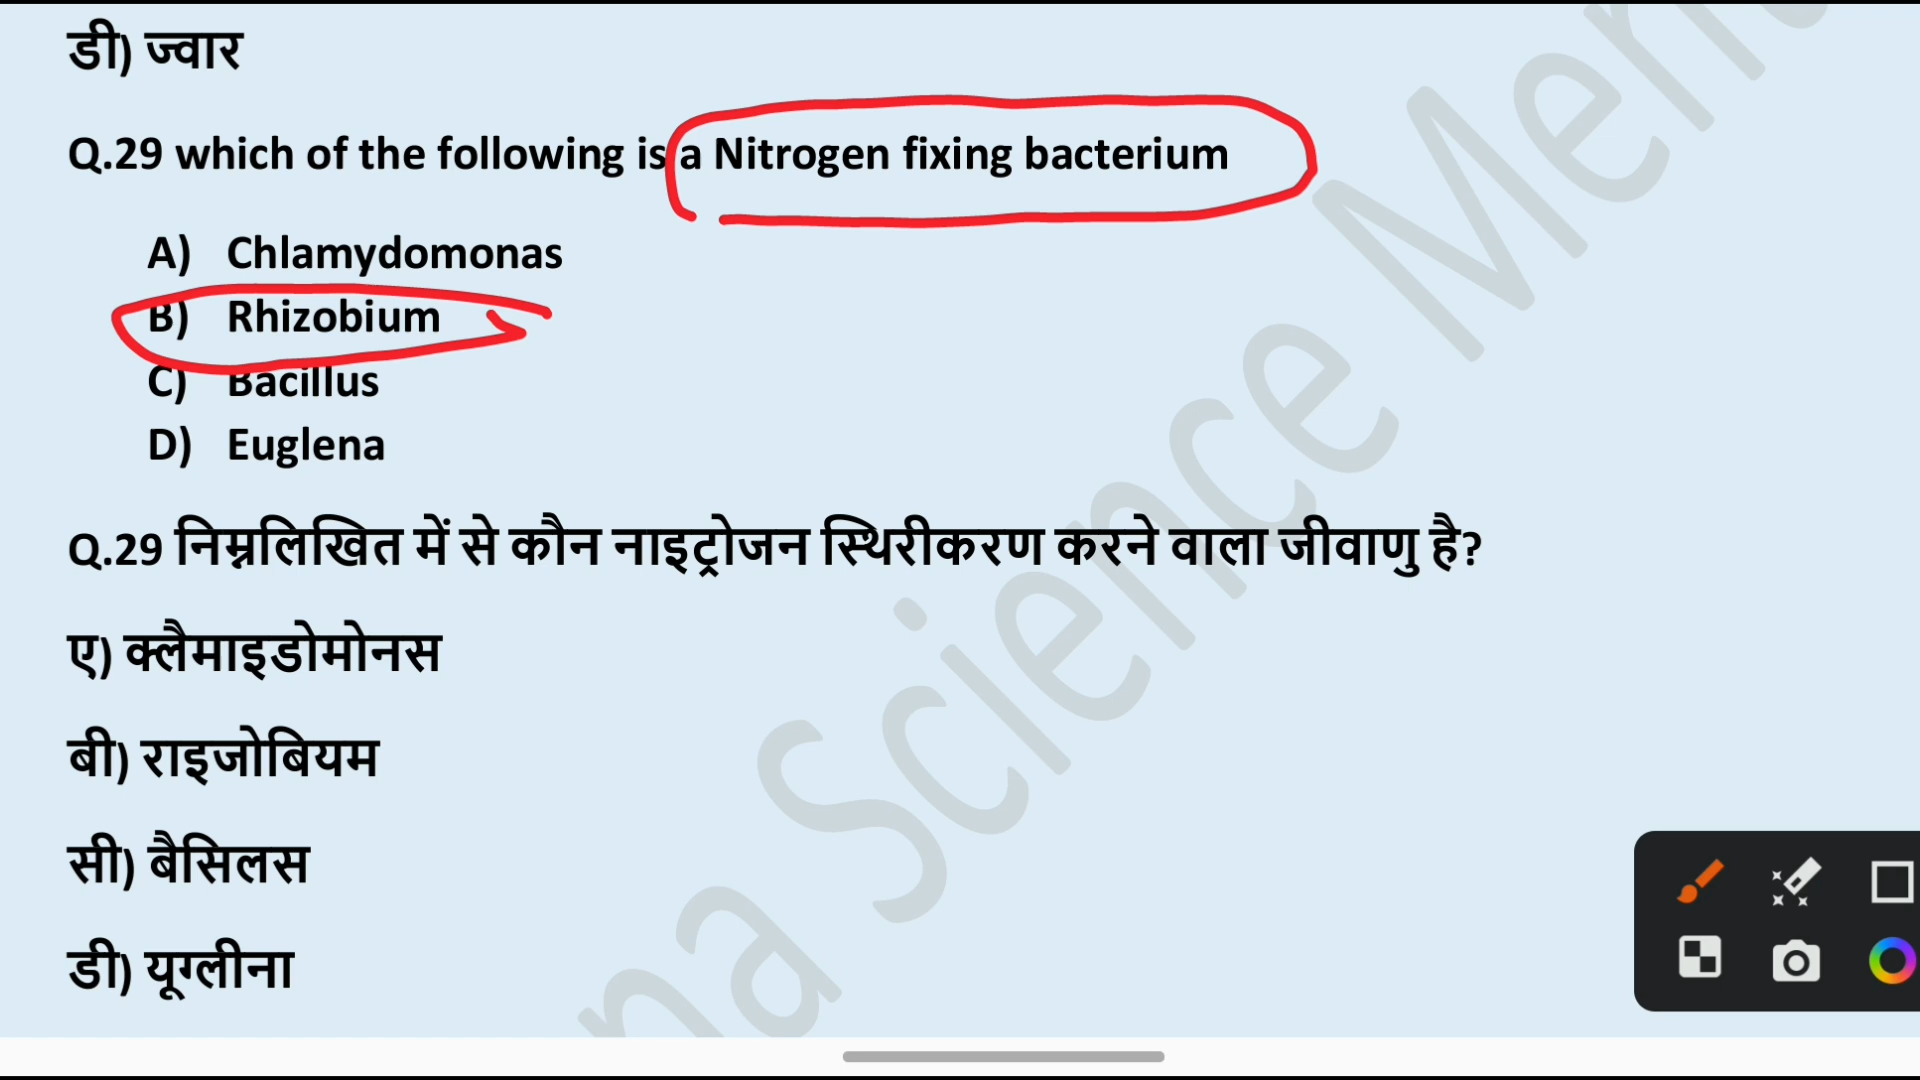 डी) ज्वार
Q.29 which of the following is a Nitrogen fixing bacterium
A) Chlamydomonas
B) Rhizobium
C) Bacillus
D) Euglena
Q.29 निम्नलिखित में से कौन नाइट्रोजन स्थिरीकरण करने वाला जीवाणु है?
ए) क्लैमाइडोमोनस
बी) राइजोबियम
सी) बैसिलस
डी) यूग्लीना
Science